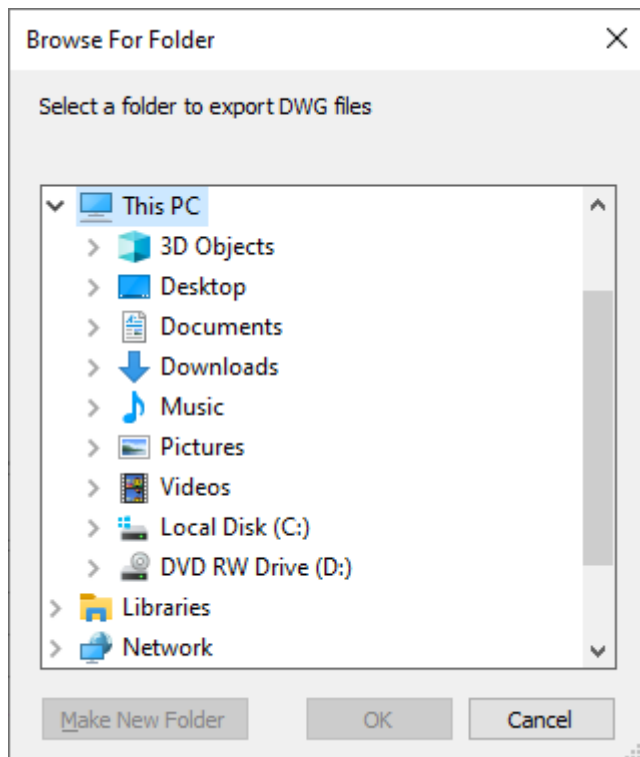 Browse For Folder
Select a folder to export DWG files
This PC
3D Objects
Desktop
Documents
Downloads
Music
Pictures
Videos
Local Disk (C:)
DVD RW Drive (D:)
Libraries
Network
Make New Folder OK Cancel